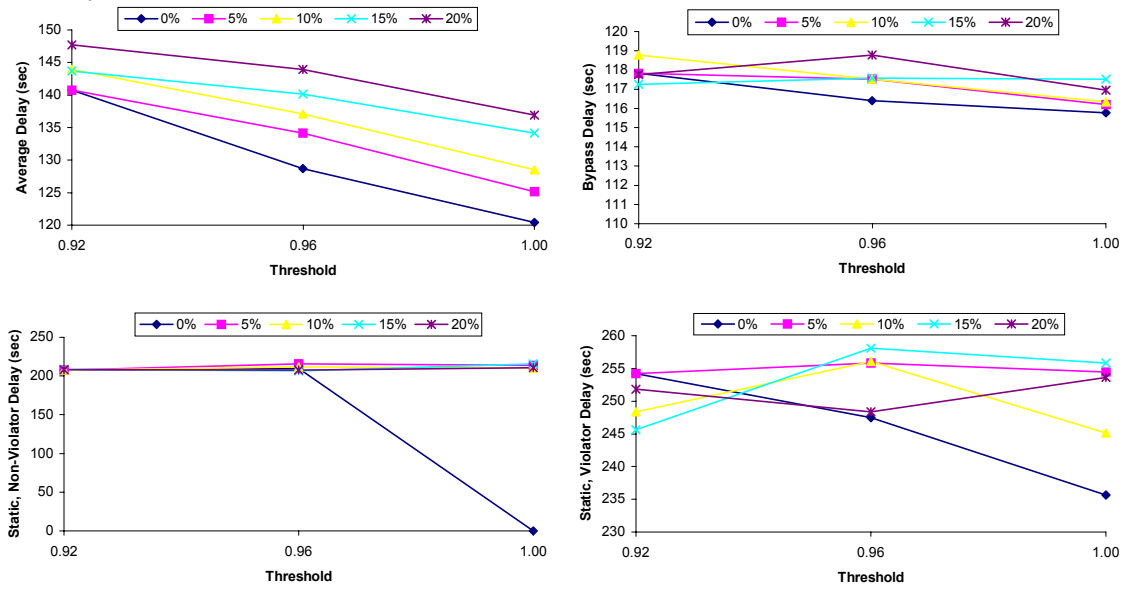 0% 5% 10% 15% 20%
Average Delay (sec)
150
145
140
135
130
125
120
0.92 0.96 1.00
Threshold
0% 5% 10% 15% 20%
Bypass Delay (sec)
120
119
118
117
116
115
114
113
112
111
110
0.92 0.96 1.00
Threshold
0% 5% 10% 15% 20%
Static, Non-Violator Delay (sec)
250
200
150
100
50
0
0.92 0.96 1.00
Threshold
0% 5% 10% 15% 20%
Static, Violator Delay (sec)
260
255
250
245
240
235
230
0.92 0.96 1.00
Threshold